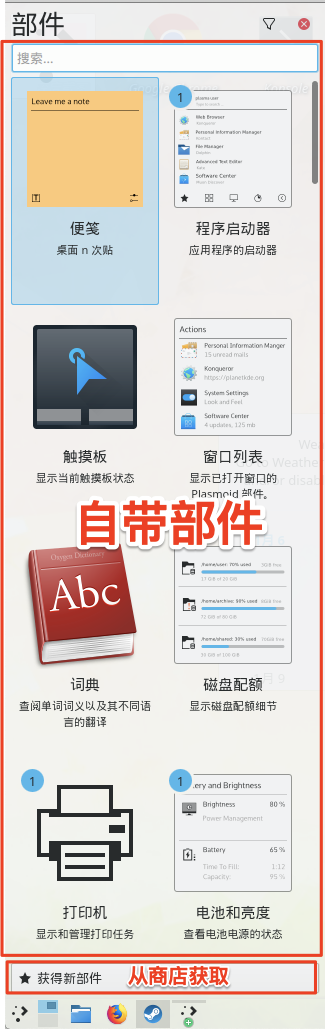 部件
搜索...
Leave me a note
便笺
桌面 n 次贴
1
plasma user
Web Browser
Personal Information Manager
File Manager
Advanced Text Editor
Software Center
程序启动器
应用程序的启动器
触摸板
显示当前触摸板状态
Actions
Personal Information Manger
15 unread mails
Konqueror
https://planetkde.org
System Settings
Look and Feel
Software Center
4 updates, 125 mb
窗口列表
显示已打开窗口的
Plasmoid 部件。
自带部件
Oxygen Dictionary
Abc
词典
查阅单词词义以及其不同语
言的翻译
/home/user: 70% used
/home/archive: 90% used
/home/shared: 30% used
磁盘配额
显示磁盘配额细节
1
打印机
显示和管理打印任务
1
ery and Brightness
Brightness 80 %
Power Management
Battery 65 %
Time To Fill: 1:12
Capacity: 95 %
电池和亮度
查看电池电源的状态
获得新部件
从商店获取